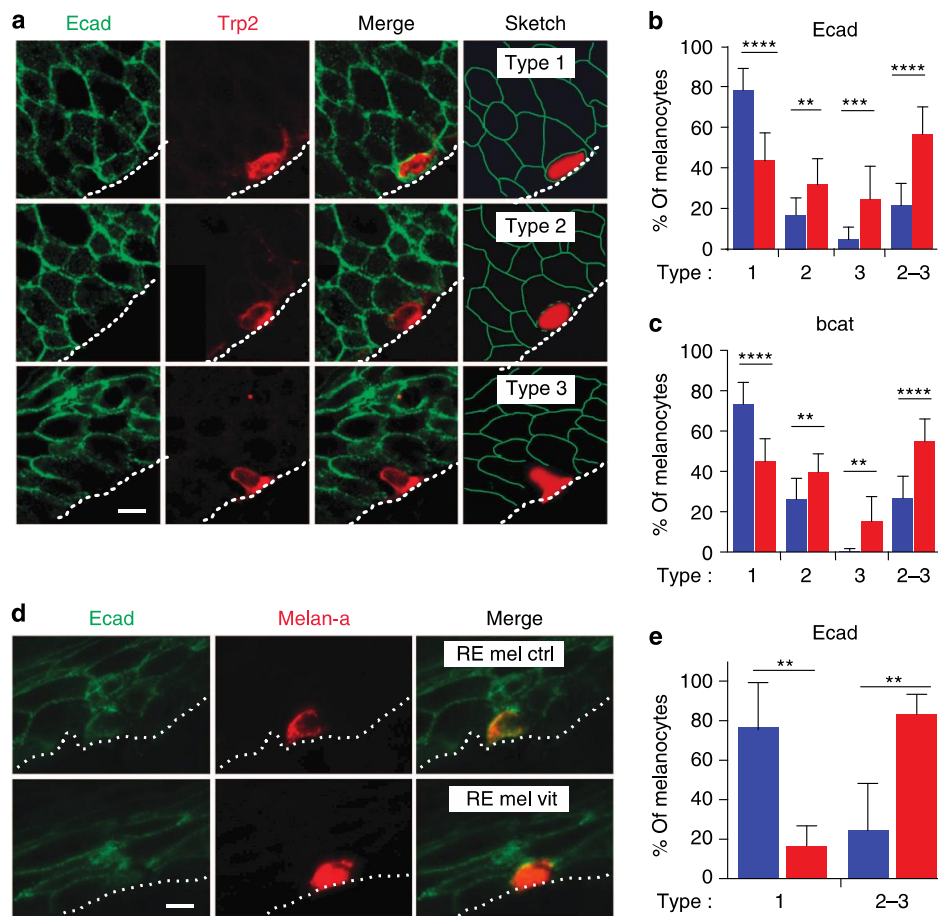 a
Ecad Trp2 Merge Sketch
Type 1
Type 2
Type 3
b
Ecad
% Of melanocytes
100
80
60
40
20
0
**** ** *** ****
Type : 1 2 3 2–3
c
bcat
% Of melanocytes
100
80
60
40
20
0
**** ** ** ****
Type : 1 2 3 2–3
d
Ecad Melan-a Merge
RE mel ctrl
RE mel vit
e
Ecad
% Of melanocytes
100
80
60
40
20
0
** **
1 2–3